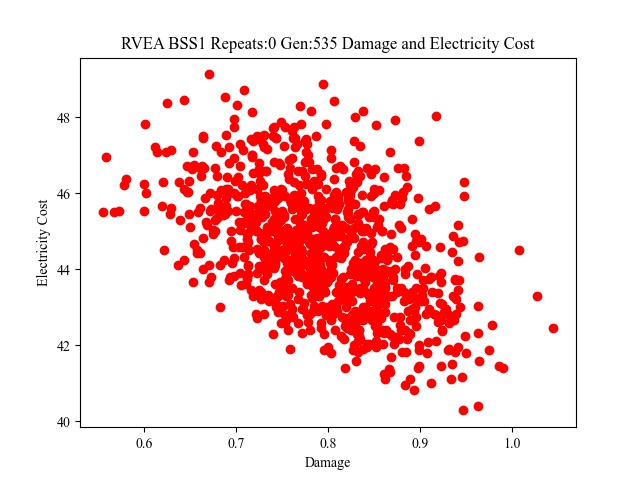 RVEA BSS1 Repeats:0 Gen:535 Damage and Electricity Cost
48
46
44
42
40
Electricity Cost
0.6 0.7 0.8 0.9 1.0
Damage